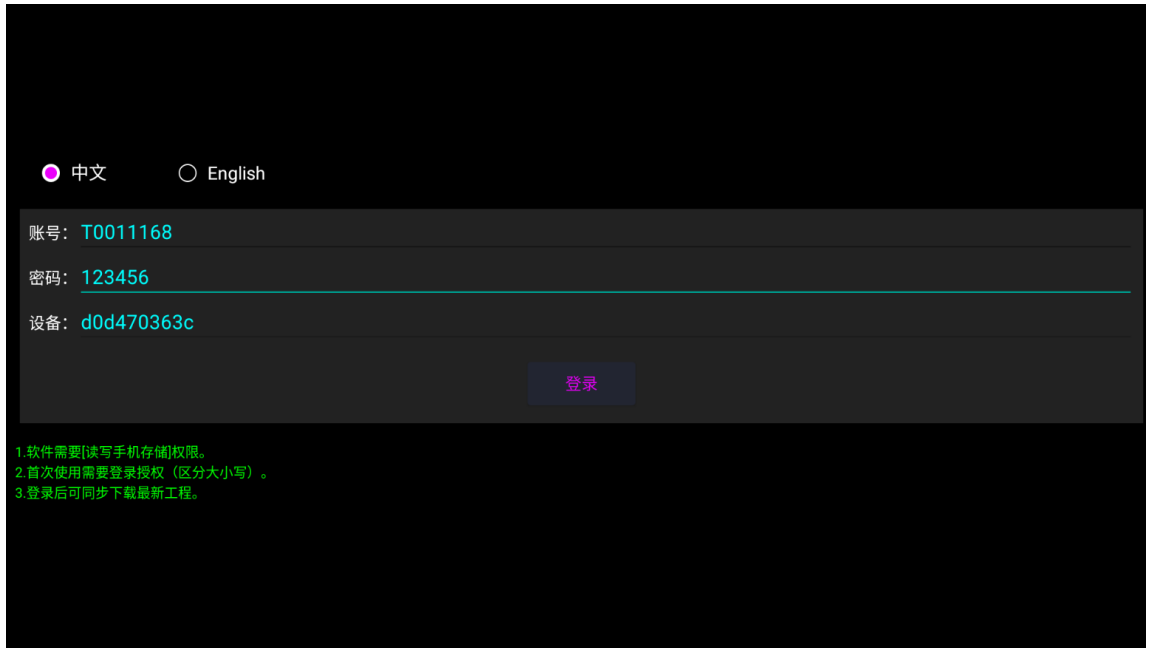 中文 English
账号： T0011168
密码： 123456
设备： d0d470363c
登录
1.软件需要[读写手机存储]权限。
2.首次使用需要登录授权（区分大小写）。
3.登录后可同步下载最新工程。